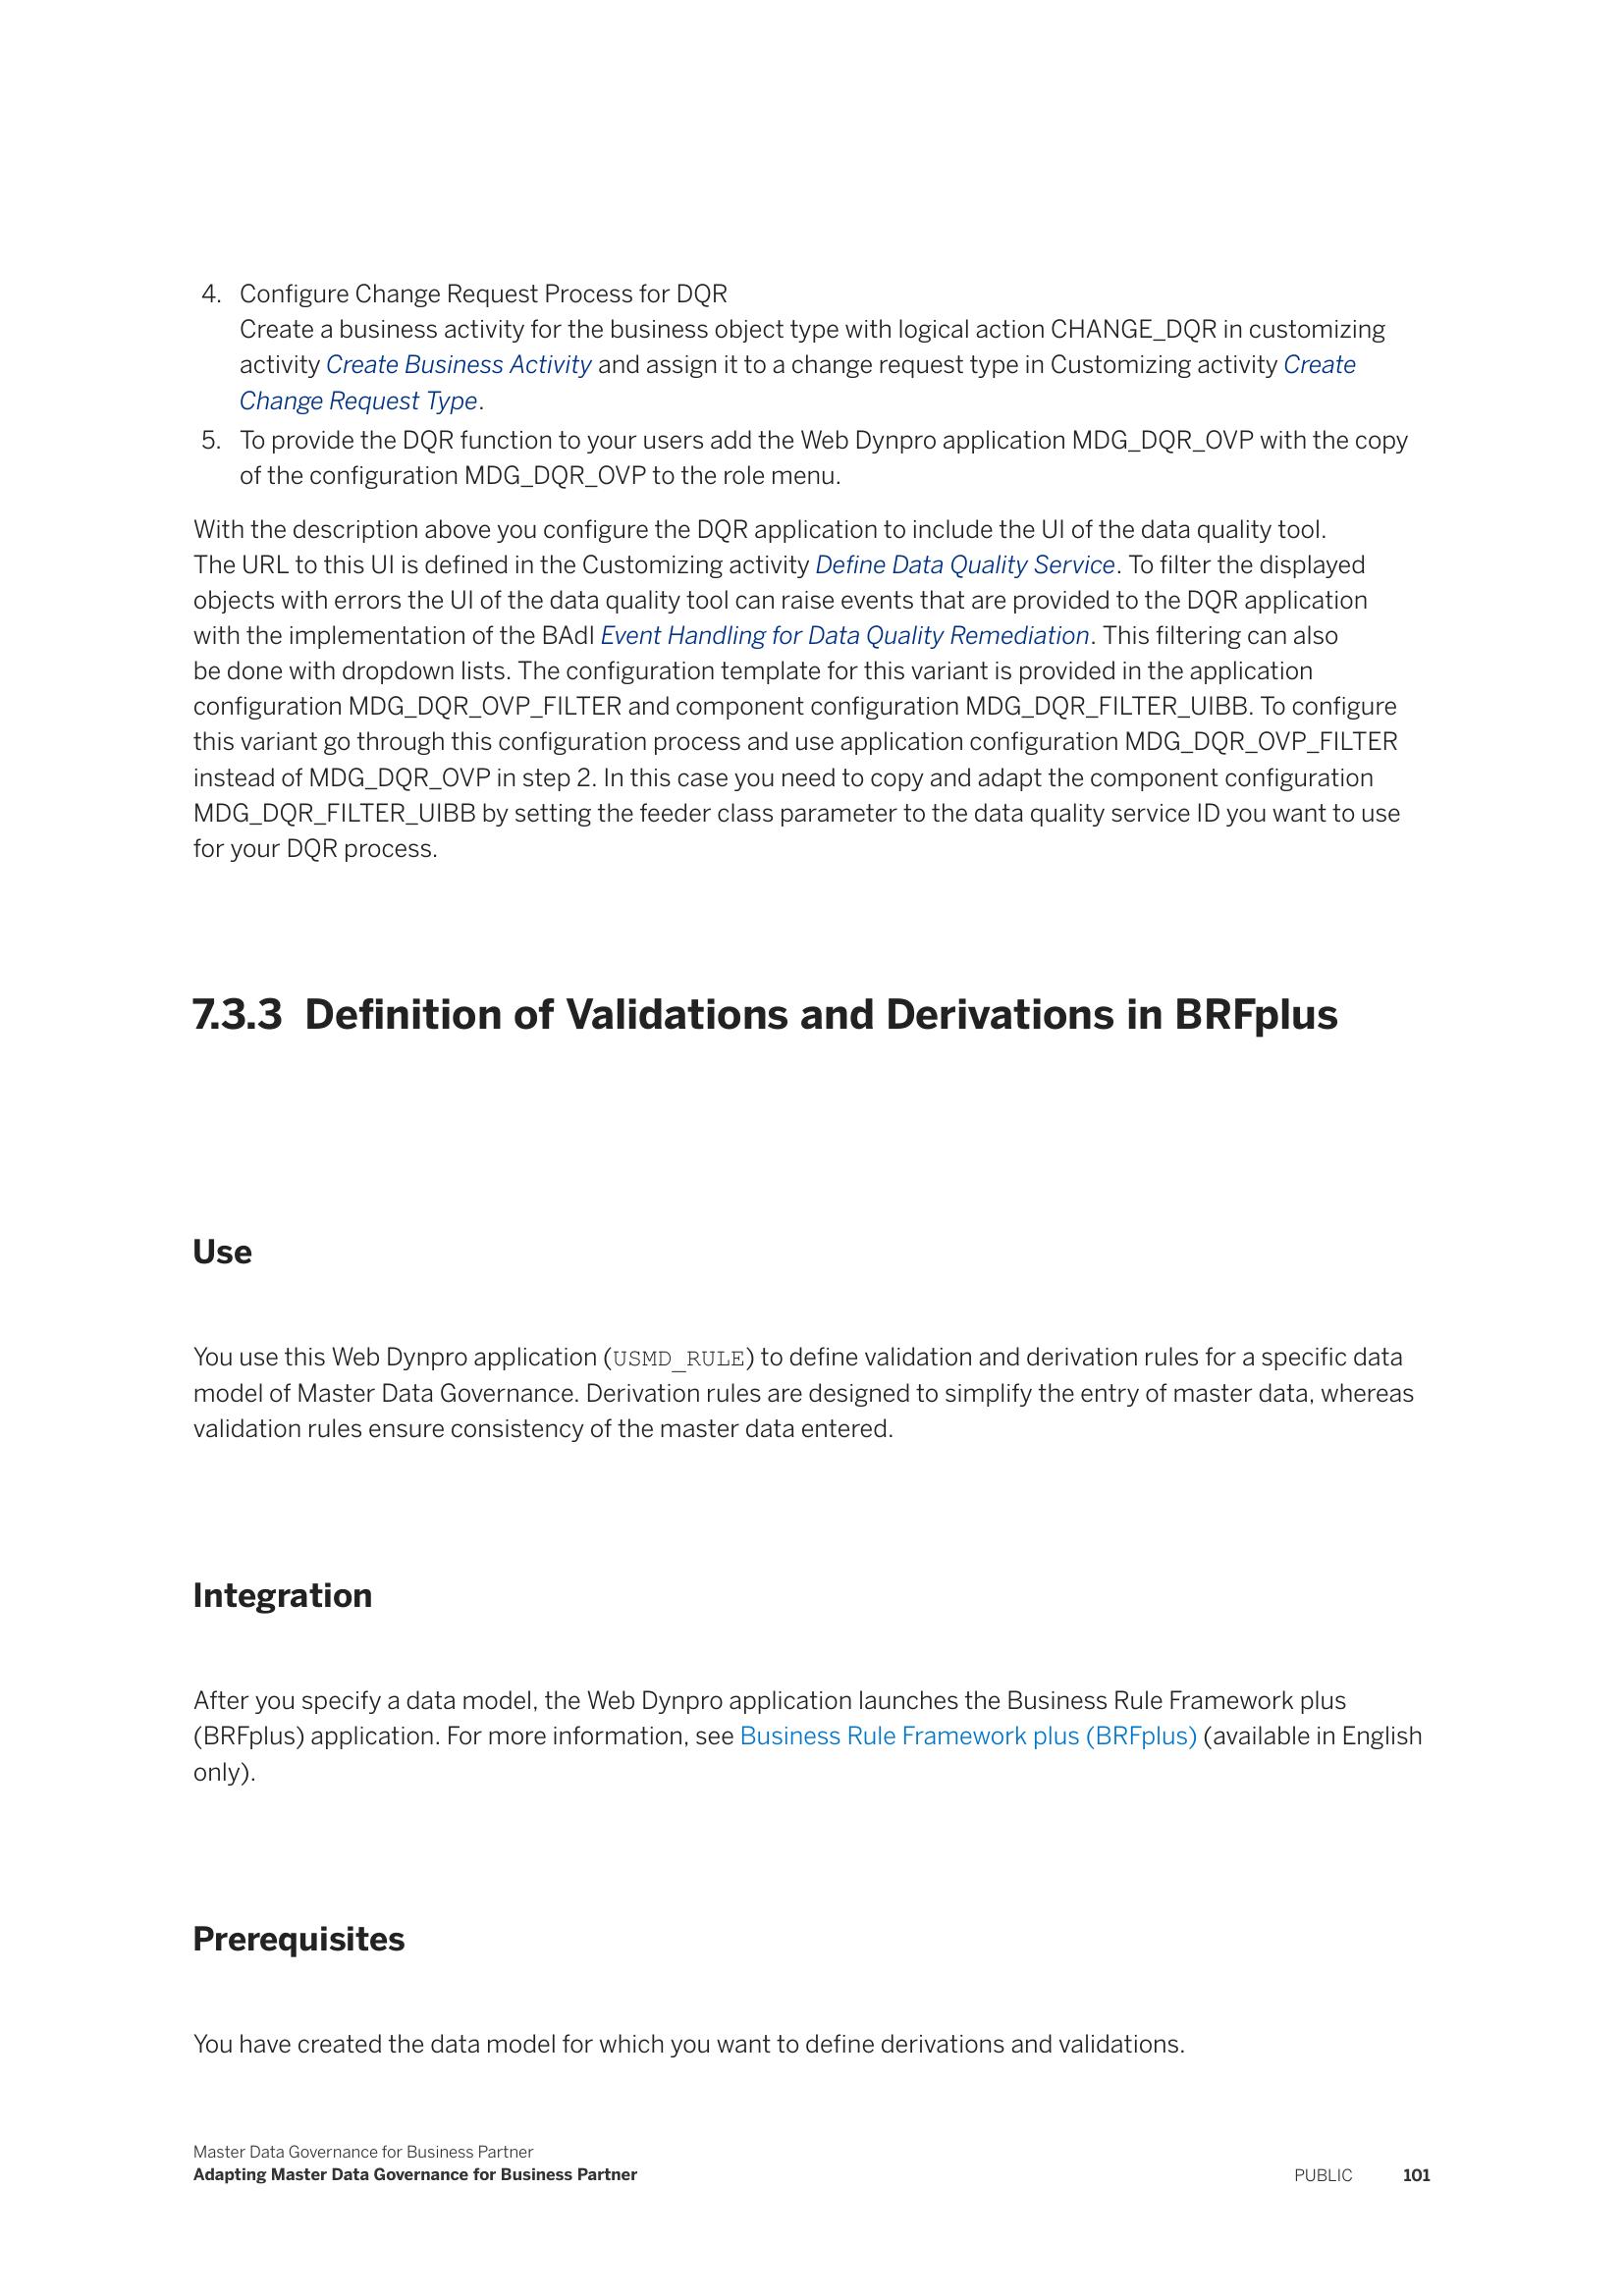 4. Configure Change Request Process for DQR
Create a business activity for the business object type with logical action CHANGE_DQR in customizing
activity Create Business Activity and assign it to a change request type in Customizing activity Create
Change Request Type.
5. To provide the DQR function to your users add the Web Dynpro application MDG_DQR_OVP with the copy
of the configuration MDG_DQR_OVP to the role menu.
With the description above you configure the DQR application to include the UI of the data quality tool.
The URL to this UI is defined in the Customizing activity Define Data Quality Service. To filter the displayed
objects with errors the UI of the data quality tool can raise events that are provided to the DQR application
with the implementation of the BAdI Event Handling for Data Quality Remediation. This filtering can also
be done with dropdown lists. The configuration template for this variant is provided in the application
configuration MDG_DQR_OVP_FILTER and component configuration MDG_DQR_FILTER_UIBB. To configure
this variant go through this configuration process and use application configuration MDG_DQR_OVP_FILTER
instead of MDG_DQR_OVP in step 2. In this case you need to copy and adapt the component configuration
MDG_DQR_FILTER_UIBB by setting the feeder class parameter to the data quality service ID you want to use
for your DQR process.
7.3.3 Definition of Validations and Derivations in BRFplus
Use
You use this Web Dynpro application (USMD_RULE) to define validation and derivation rules for a specific data
model of Master Data Governance. Derivation rules are designed to simplify the entry of master data, whereas
validation rules ensure consistency of the master data entered.
Integration
After you specify a data model, the Web Dynpro application launches the Business Rule Framework plus
(BRFplus) application. For more information, see Business Rule Framework plus (BRFplus) (available in English
only).
Prerequisites
You have created the data model for which you want to define derivations and validations.
Master Data Governance for Business Partner
Adapting Master Data Governance for Business Partner PUBLIC 101